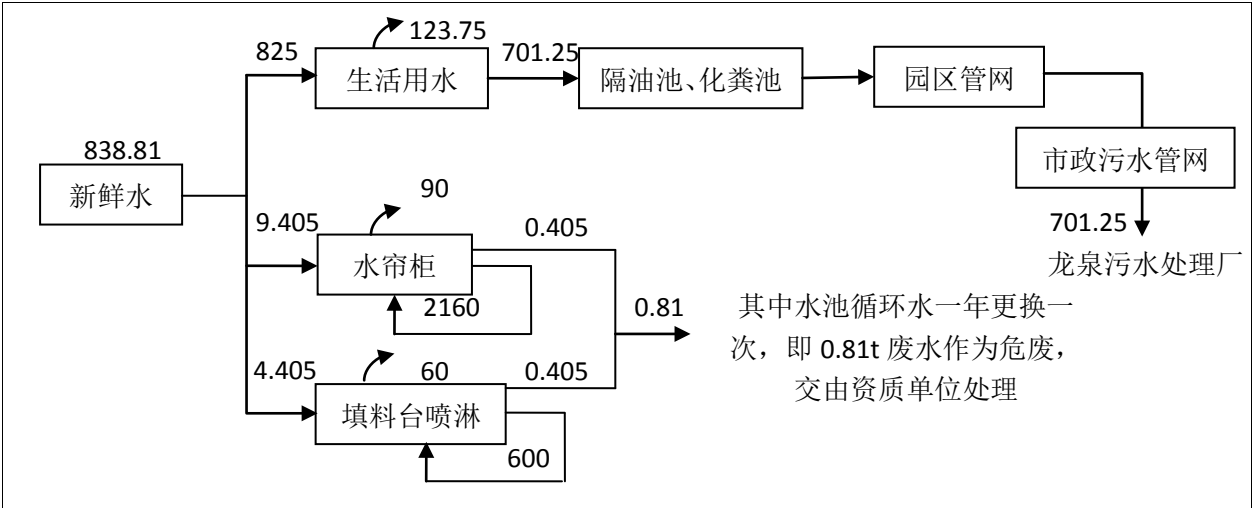 123.75
825
701.25
生活用水
隔油池、化粪池
园区管网
838.81
市政污水管网
新鲜水
90
9.405
0.405
701.25
水帘柜
龙泉污水处理厂
2160
0.81
其中水池循环水一年更换一
次，即 0.81t 废水作为危废，
交由资质单位处理
4.405
60
0.405
填料台喷淋
600